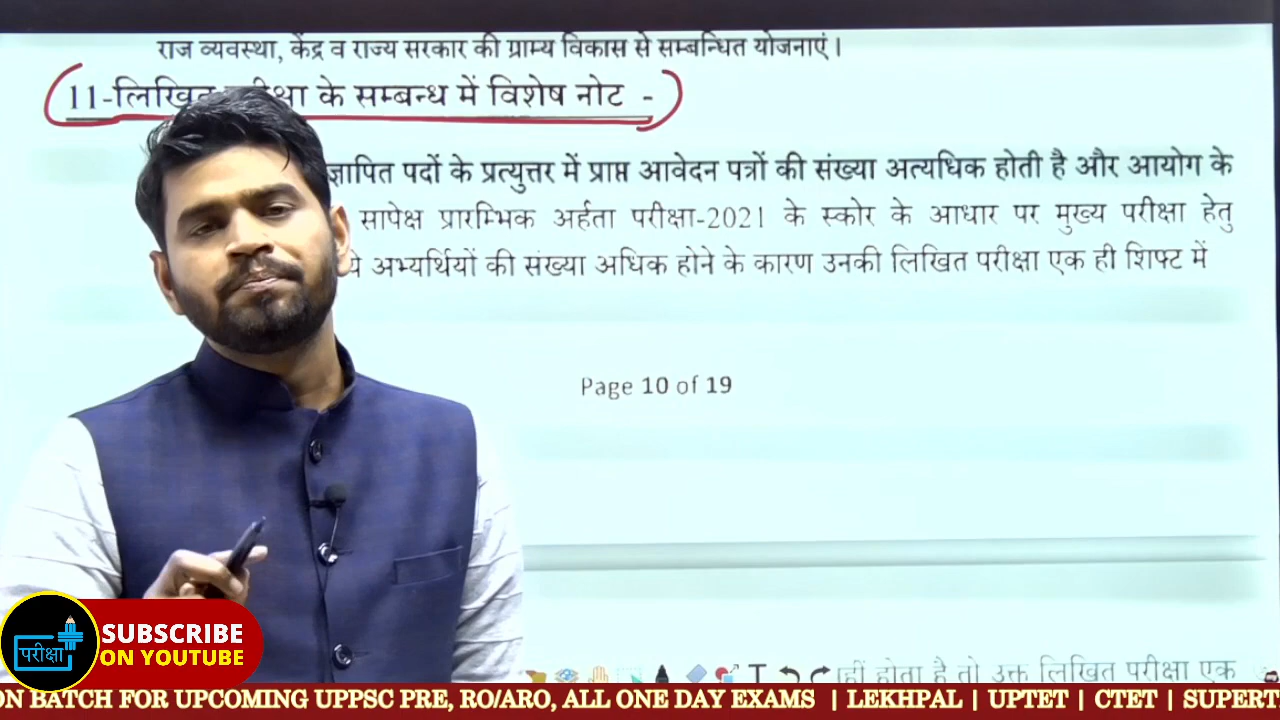 राज व्यवस्था, केंद्र व राज्य सरकार की ग्राम्य विकास से सम्बन्धित योजनाएं।
11-लिखित परीक्षा के सम्बन्ध में विशेष नोट -
ज्ञापित पदों के प्रत्युत्तर में प्राप्त आवेदन पत्रों की संख्या अत्यधिक होती है और आयोग के
सापेक्ष प्रारम्भिक अर्हता परीक्षा-2021 के स्कोर के आधार पर मुख्य परीक्षा हेतु
ये अभ्यर्थियों की संख्या अधिक होने के कारण उनकी लिखित परीक्षा एक ही शिफ्ट में
Page 10 of 19
परीक्षा
SUBSCRIBE
ON YOUTUBE
होता है तो उक्त लिखित परीक्षा एक
ON BATCH FOR UPCOMING UPPSC PRE, RO/ARO, ALL ONE DAY EXAMS | LEKHPAL | UPTET | CTET | SUPERT